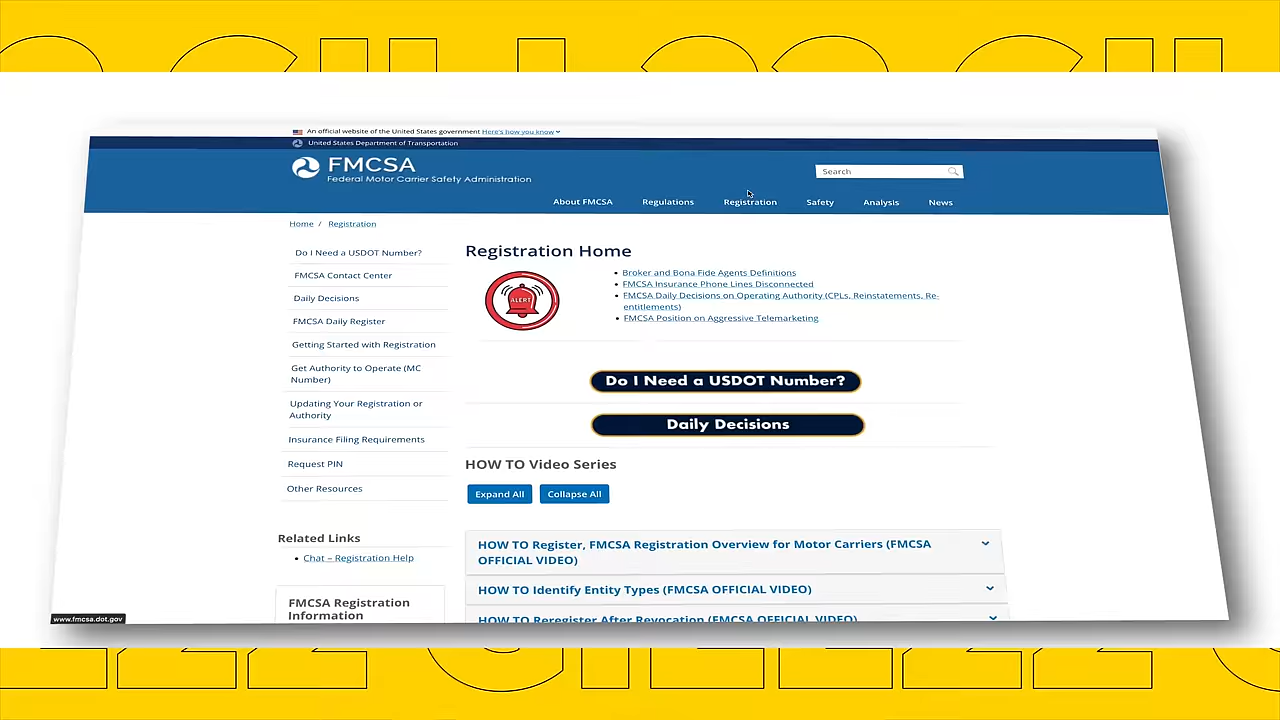 An official website of the United States government Here's how you know
United States Department of Transportation
FMCSA
Federal Motor Carrier Safety Administration
Search
About FMCSA Regulations Registration Safety Analysis News
Home / Registration
Do I Need a USDOT Number?
FMCSA Contact Center
Daily Decisions
FMCSA Daily Register
Getting Started with Registration
Get Authority to Operate (MC
Number)
Updating Your Registration or
Authority
Insurance Filing Requirements
Request PIN
Other Resources
Related Links
Chat – Registration Help
FMCSA Registration
Information
Registration Home
ALERT
Broker and Bona Fide Agents Definitions
FMCSA Insurance Phone Lines Disconnected
FMCSA Daily Decisions on Operating Authority (CPLs, Reinstatements, Re-
entitlements)
FMCSA Position on Aggressive Telemarketing
Do I Need a USDOT Number?
Daily Decisions
HOW TO Video Series
Expand All Collapse All
HOW TO Register, FMCSA Registration Overview for Motor Carriers (FMCSA
OFFICIAL VIDEO)
HOW TO Identify Entity Types (FMCSA OFFICIAL VIDEO)
HOW TO Reregister After Revocation (FMCSA OFFICIAL VIDEO)
www.fmcsa.dot.gov